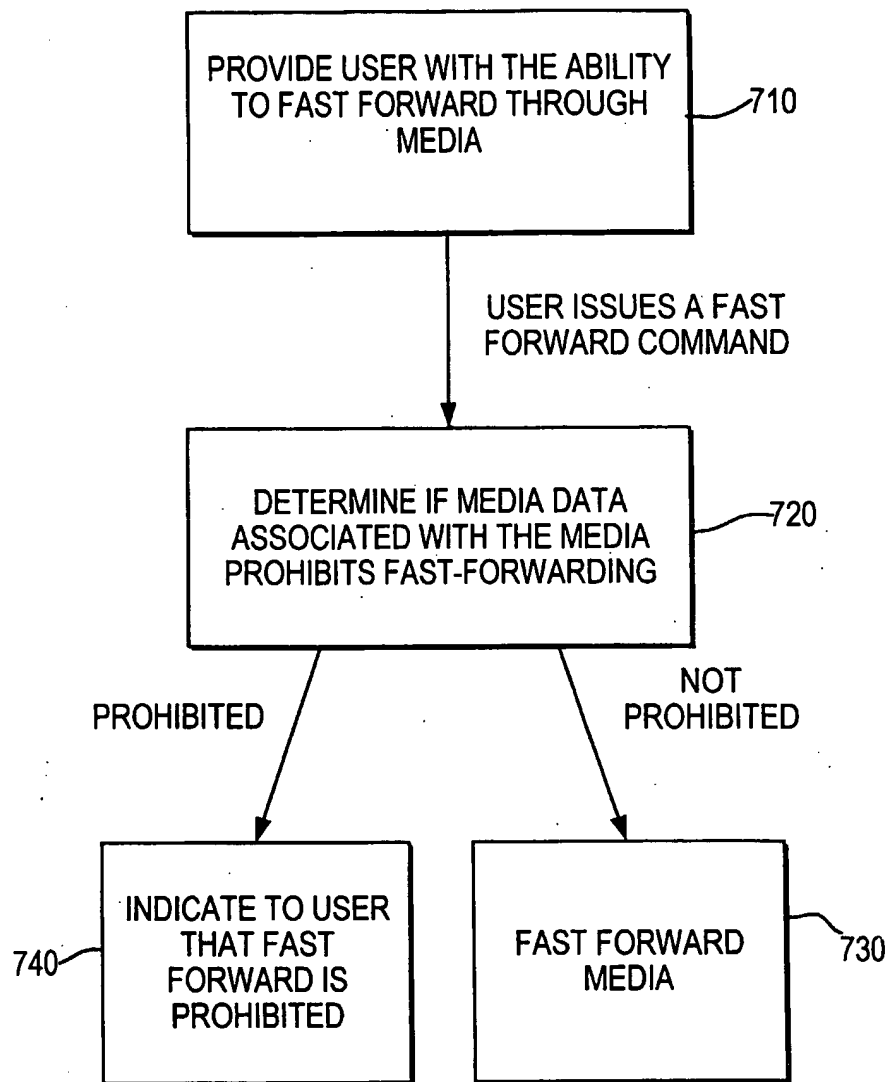 PROVIDE USER WITH THE ABILITY
TO FAST FORWARD THROUGH
MEDIA
710
USER ISSUES A FAST
FORWARD COMMAND
DETERMINE IF MEDIA DATA
ASSOCIATED WITH THE MEDIA
PROHIBITS FAST-FORWARDING
720
PROHIBITED
NOT
PROHIBITED
INDICATE TO USER
THAT FAST
FORWARD IS
PROHIBITED
740
FAST FORWARD
MEDIA
730